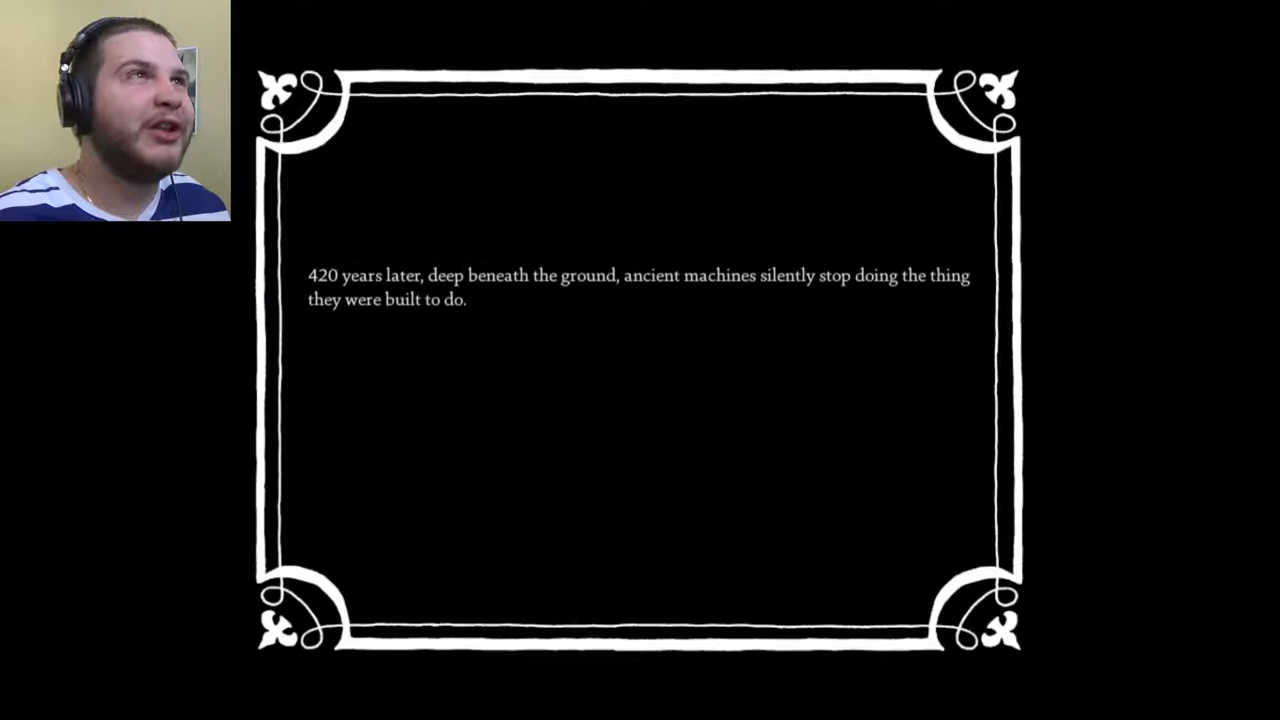 420 years later, deep beneath the ground, ancient machines silently stop doing the thing
they were built to do.